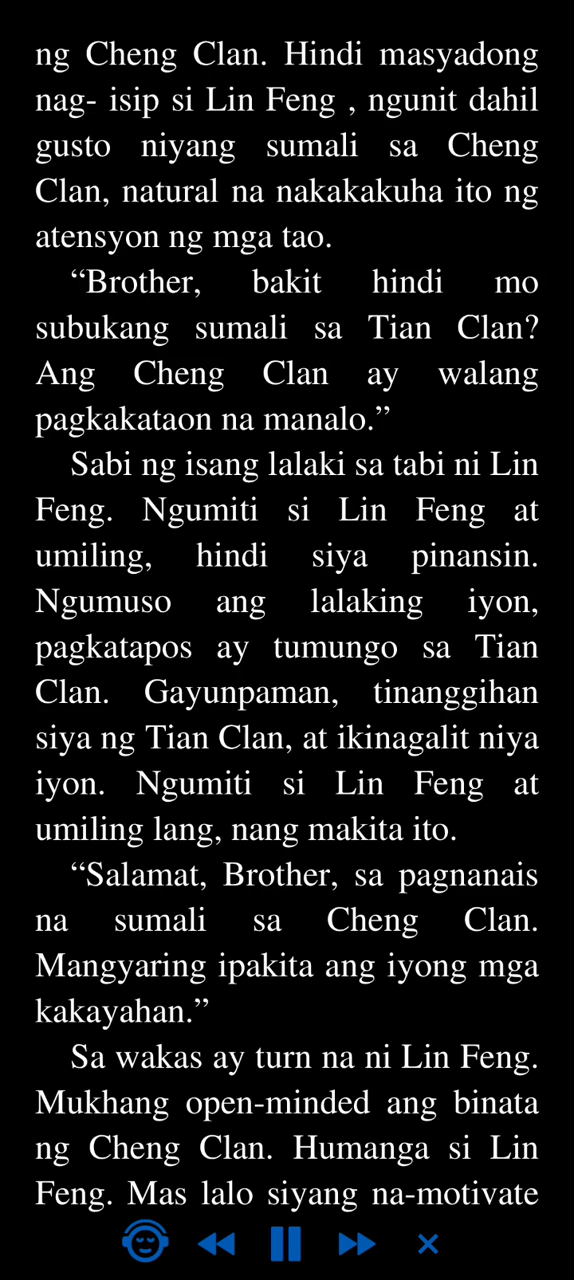 ng Cheng Clan. Hindi masyadong
nag- isip si Lin Feng , ngunit dahil
gusto niyang sumali sa Cheng
Clan, natural na nakakakuha ito ng
atensyon ng mga tao.
“Brother, bakit hindi mo
subukang sumali sa Tian Clan?
Ang Cheng Clan ay walang
pagkakataon na manalo.”
Sabi ng isang lalaki sa tabi ni Lin
Feng. Ngumiti si Lin Feng at
umiling, hindi siya pinansin.
Ngumuso ang lalaking iyon,
pagkatapos ay tumungo sa Tian
Clan. Gayunpaman, tinanggihan
siya ng Tian Clan, at ikinagalit niya
iyon. Ngumiti si Lin Feng at
umiling lang, nang makita ito.
“Salamat, Brother, sa pagnanais
na sumali sa Cheng Clan.
Mangyaring ipakita ang iyong mga
kakayahan.”
Sa wakas ay turn na ni Lin Feng.
Mukhang open-minded ang binata
ng Cheng Clan. Humanga si Lin
Feng. Mas lalo siyang na-motivate